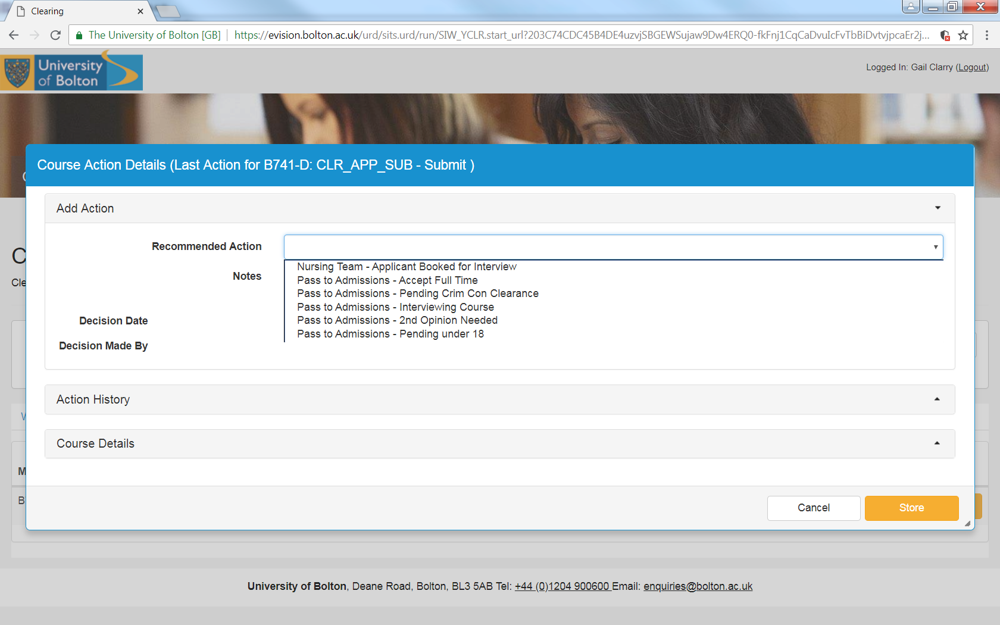 Clearing
The University of Bolton [GB] https://evision.bolton.ac.uk/urd/sits.urd/run/SIW_YCLR.start_url?203C74CDC45B4DE4uzvjSBGEWSujaw9Dw4ERQ0-fkFnj1CqCaDvuIcFvTbBiDvtvjpcaEr2j...
University
of Bolton
Logged In: Gail Clarry (Logout)
Course Action Details (Last Action for B741-D: CLR_APP_SUB - Submit )
Add Action
Recommended Action
Nursing Team - Applicant Booked for Interview
Notes
Pass to Admissions - Accept Full Time
Cle
Pass to Admissions - Pending Crim Con Clearance
Pass to Admissions - Interviewing Course
Decision Date
Pass to Admissions - 2nd Opinion Needed
Pass to Admissions - Pending under 18
Decision Made By
Action History
Course Details
M
B
Cancel
Store
University of Bolton, Deane Road, Bolton, BL3 5AB Tel: +44 (0)1204 900600 Email: enquiries@bolton.ac.uk